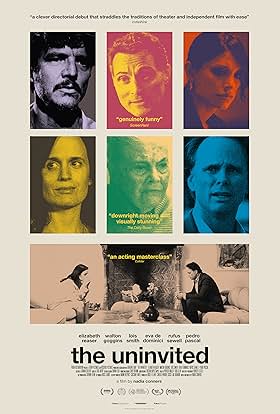 "a clever directorial debut that straddles the traditions of theater and independent film with ease"
"genuinely funny"
ScreenRant
"downright moving
visually stunning"
The Daily Beast
"an acting masterclass"
Collider
elizabeth walton lois eva de rufus pedro
reaser goggins smith dominici sewell pascal
the uninvited
a film by nadia conners